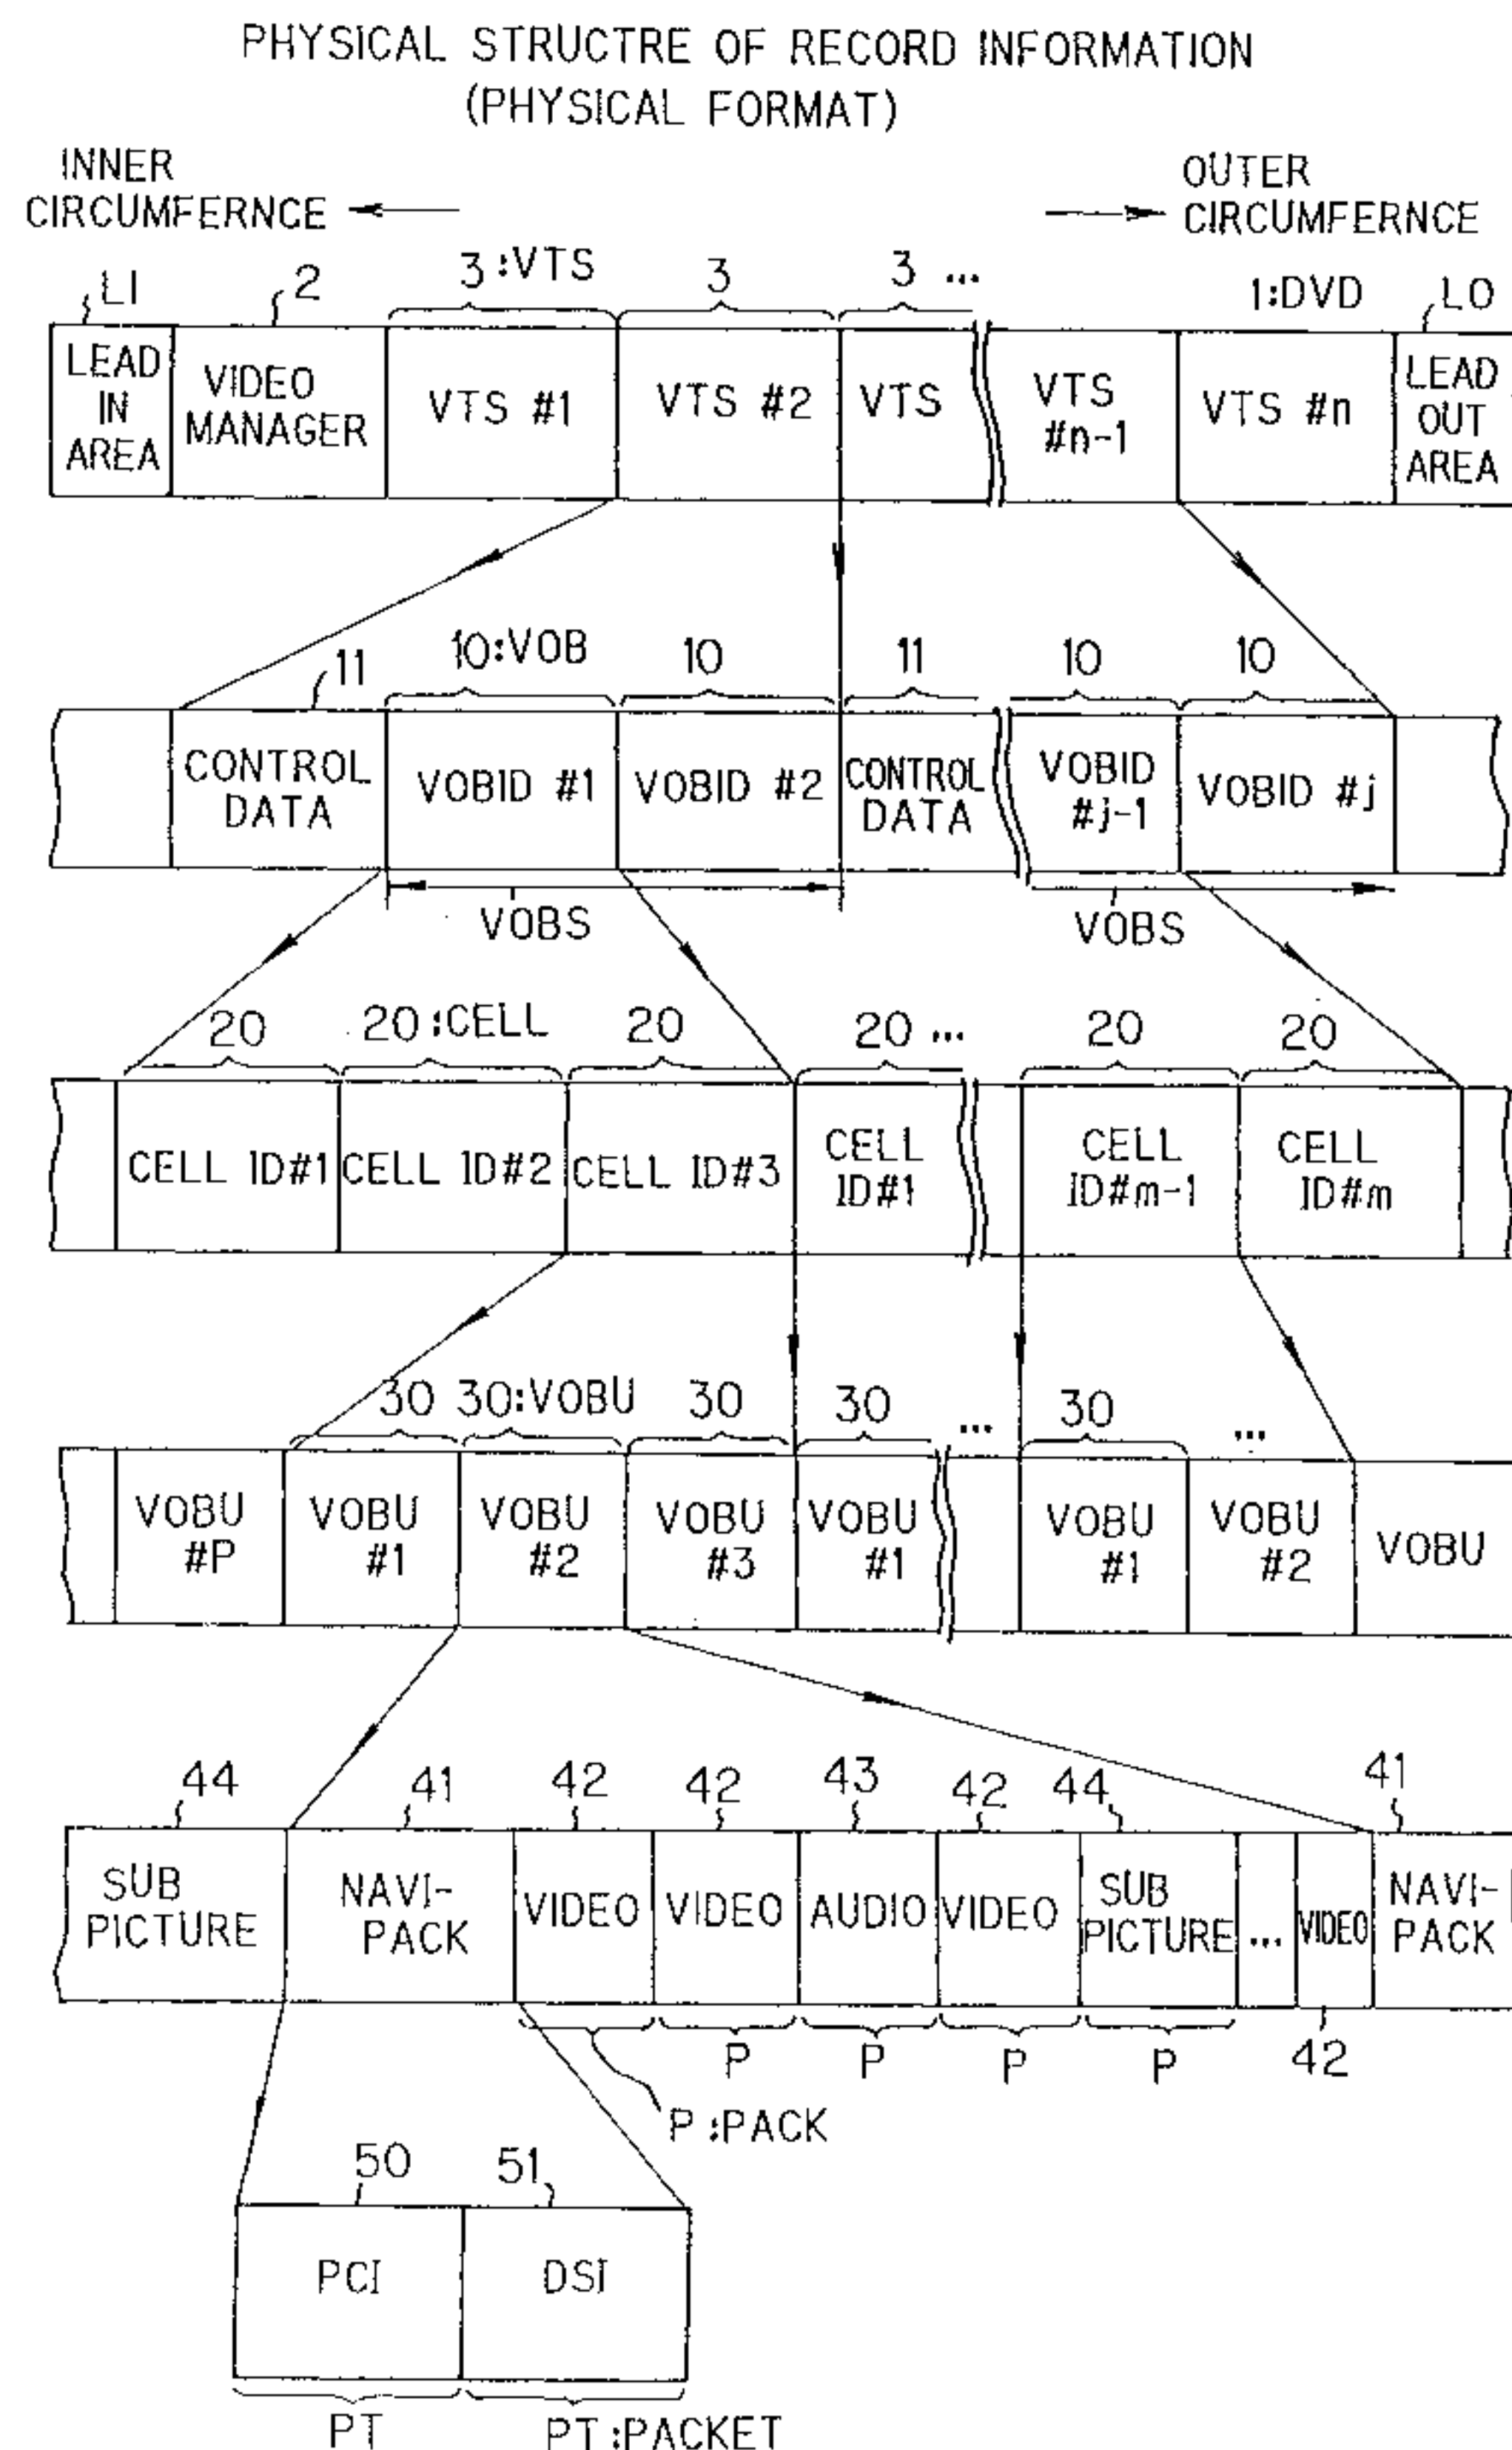 PHYSICAL STRUCTRE OF RECORD INFORMATION
(PHYSICAL FORMAT)
INNER
CIRCUMFERNCE
OUTER
CIRCUMFERNCE
LI
2
3:VTS
3
3 ...
1:DVD
LO
LEAD
IN
AREA
VIDEO
MANAGER
VTS #1
VTS #2
VTS
VTS
#n-1
VTS #n
LEAD
OUT
AREA
11
10:VOB
10
11
10
10
CONTROL
DATA
VOBID #1
VOBID #2
CONTROL
DATA
VOBID
#j-1
VOBID #j
VOBS
VOBS
20
20:CELL
20
20 ...
20
20
CELL ID#1
CELL ID#2
CELL ID#3
CELL
ID#1
CELL
ID#m-1
CELL
ID#m
30
30:VOBU
30
30
...
30
...
VOBU
#P
VOBU
#1
VOBU
#2
VOBU
#3
VOBU
#1
VOBU
#1
VOBU
#2
VOBU
44
41
42
42
43
42
44
41
SUB
PICTURE
NAVI-
PACK
VIDEO
VIDEO
AUDIO
VIDEO
SUB
PICTURE
...
VIDEO
NAVI-
PACK
P
P
P
P
42
P:PACK
50
51
PCI
DSI
PT
PT:PACKET